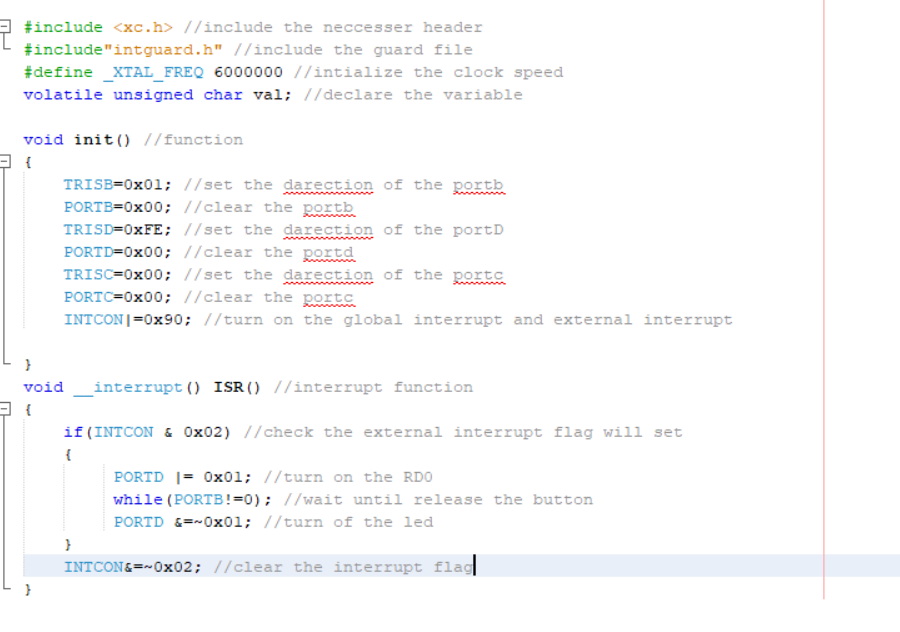 #include <xc.h> //include the neccesser header
#include"intguard.h" //include the guard file
#define _XTAL_FREQ 6000000 //intialize the clock speed
volatile unsigned char val; //declare the variable
void init() //function
{
TRISB=0x01; //set the darection of the portb
PORTB=0x00; //clear the portb
TRISD=0xFE; //set the darection of the portD
PORTD=0x00; //clear the portd
TRISC=0x00; //set the darection of the portc
PORTC=0x00; //clear the portc
INTCON|=0x90; //turn on the global interrupt and external interrupt
}
void __interrupt() ISR() //interrupt function
{
if(INTCON & 0x02) //check the external interrupt flag will set
{
PORTD |= 0x01; //turn on the RD0
while(PORTB!=0); //wait until release the button
PORTD &=~0x01; //turn of the led
}
INTCON&=~0x02; //clear the interrupt flag
}